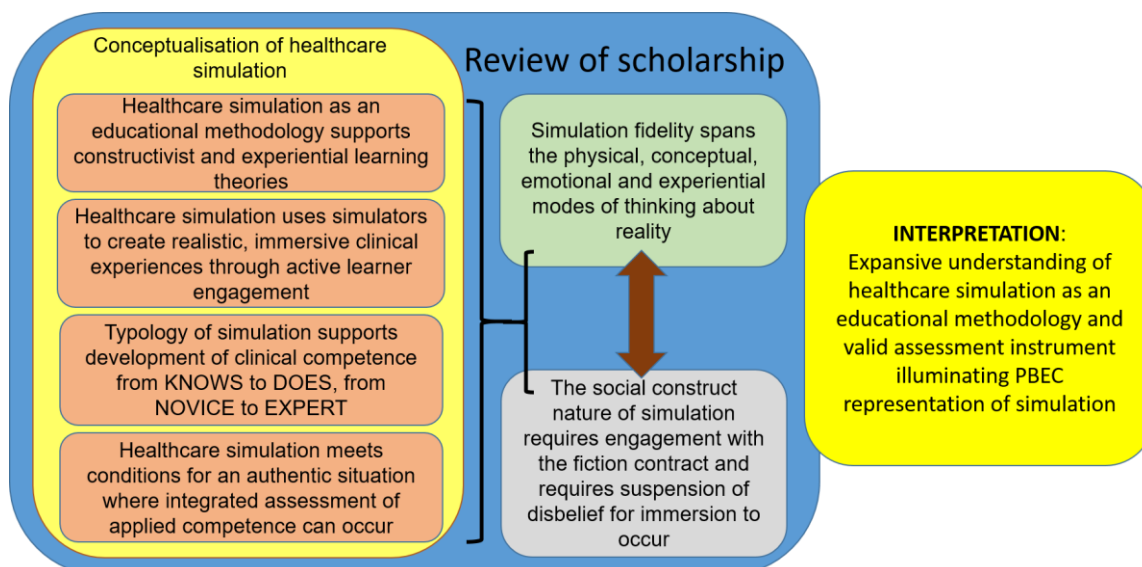 Conceptualisation of healthcare
simulation
Healthcare simulation as an
educational methodology supports
constructivist and experiential learning
theories
Healthcare simulation uses simulators
to create realistic, immersive clinical
experiences through active learner
engagement
Typology of simulation supports
development of clinical competence
from KNOWS to DOES, from
NOVICE to EXPERT
Healthcare simulation meets
conditions for an authentic situation
where integrated assessment of
applied competence can occur
Review of scholarship
Simulation fidelity spans
the physical, conceptual,
emotional and experiential
modes of thinking about
reality
The social construct
nature of simulation
requires engagement with
the fiction contract and
requires suspension of
disbelief for immersion to
occur
INTERPRETATION:
Expansive understanding of
healthcare simulation as an
educational methodology and
valid assessment instrument
illuminating PBEC
representation of simulation